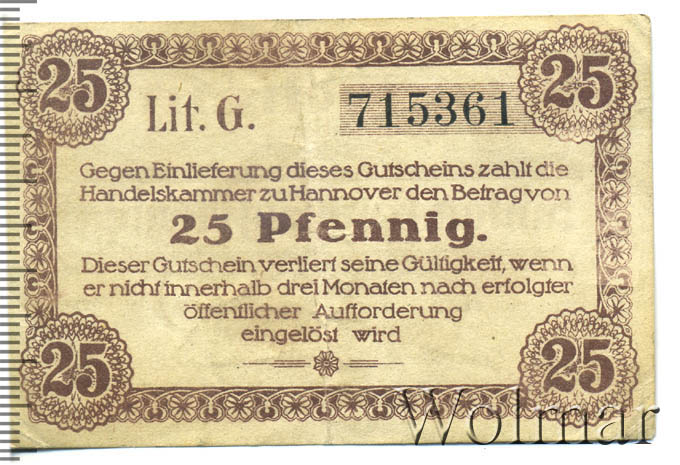 25 25
Lit. G. 715361
Gegen Einlieferung dieses Gutscheins zahlt die
Handelskammer zu Hannover den Betrag von
25 Pfennig.
Dieser Gutschein verliert seine Gültigkeit, wenn
er nicht innerhalb drei Monaten nach erfolgter
öffentlicher Aufforderung
eingelöst wird
25 25
Wolmar